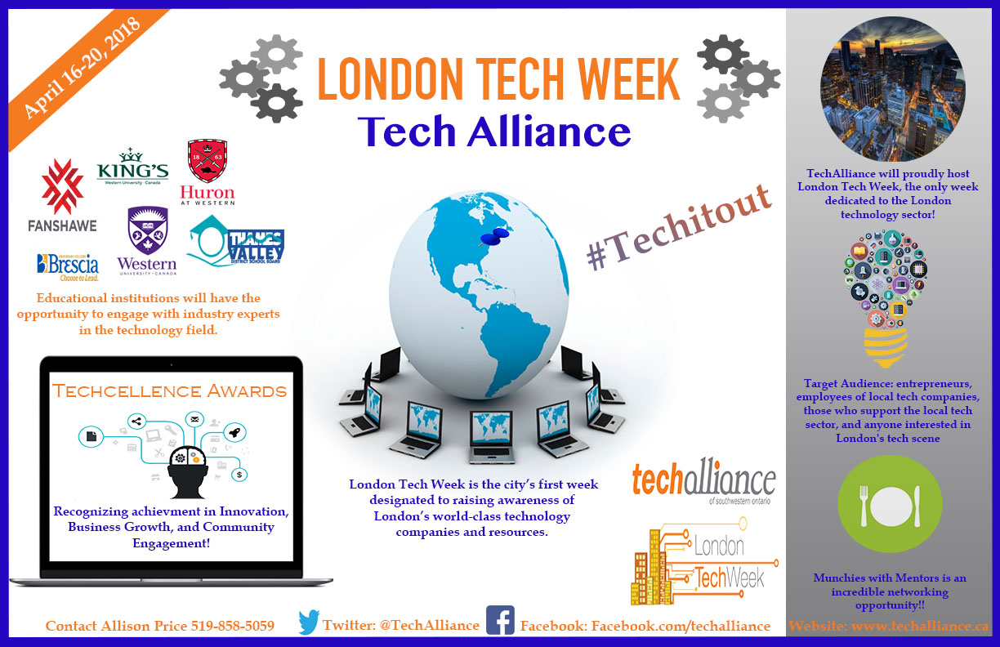 April 16-20, 2018
LONDON TECH WEEK
Tech Alliance
FANSHAWE
KING'S
Western University · Canada
18 63
Huron
AT WESTERN
Brescia
Choose to Lead.
Western
UNIVERSITY · CANADA
THAMES
VALLEY
DISTRICT SCHOOL BOARD
Educational institutions will have the
opportunity to engage with industry experts
in the technology field.
Techcellence Awards
$
Recognizing achievment in Innovation,
Business Growth, and Community
Engagement!
#Techitout
London Tech Week is the city's first week
designated to raising awareness of
London's world-class technology
companies and resources.
techalliance
of southwestern ontario
London
TechWeek
TechAlliance will proudly host
London Tech Week, the only week
dedicated to the London
technology sector!
Target Audience: entrepreneurs,
employees of local tech companies,
those who support the local tech
sector, and anyone interested in
London's tech scene
Munchies with Mentors is an
incredible networking
opportunity!!
Contact Allison Price 519-858-5059
Twitter: @TechAlliance
Facebook: Facebook.com/techalliance
Website: www.techalliance.ca